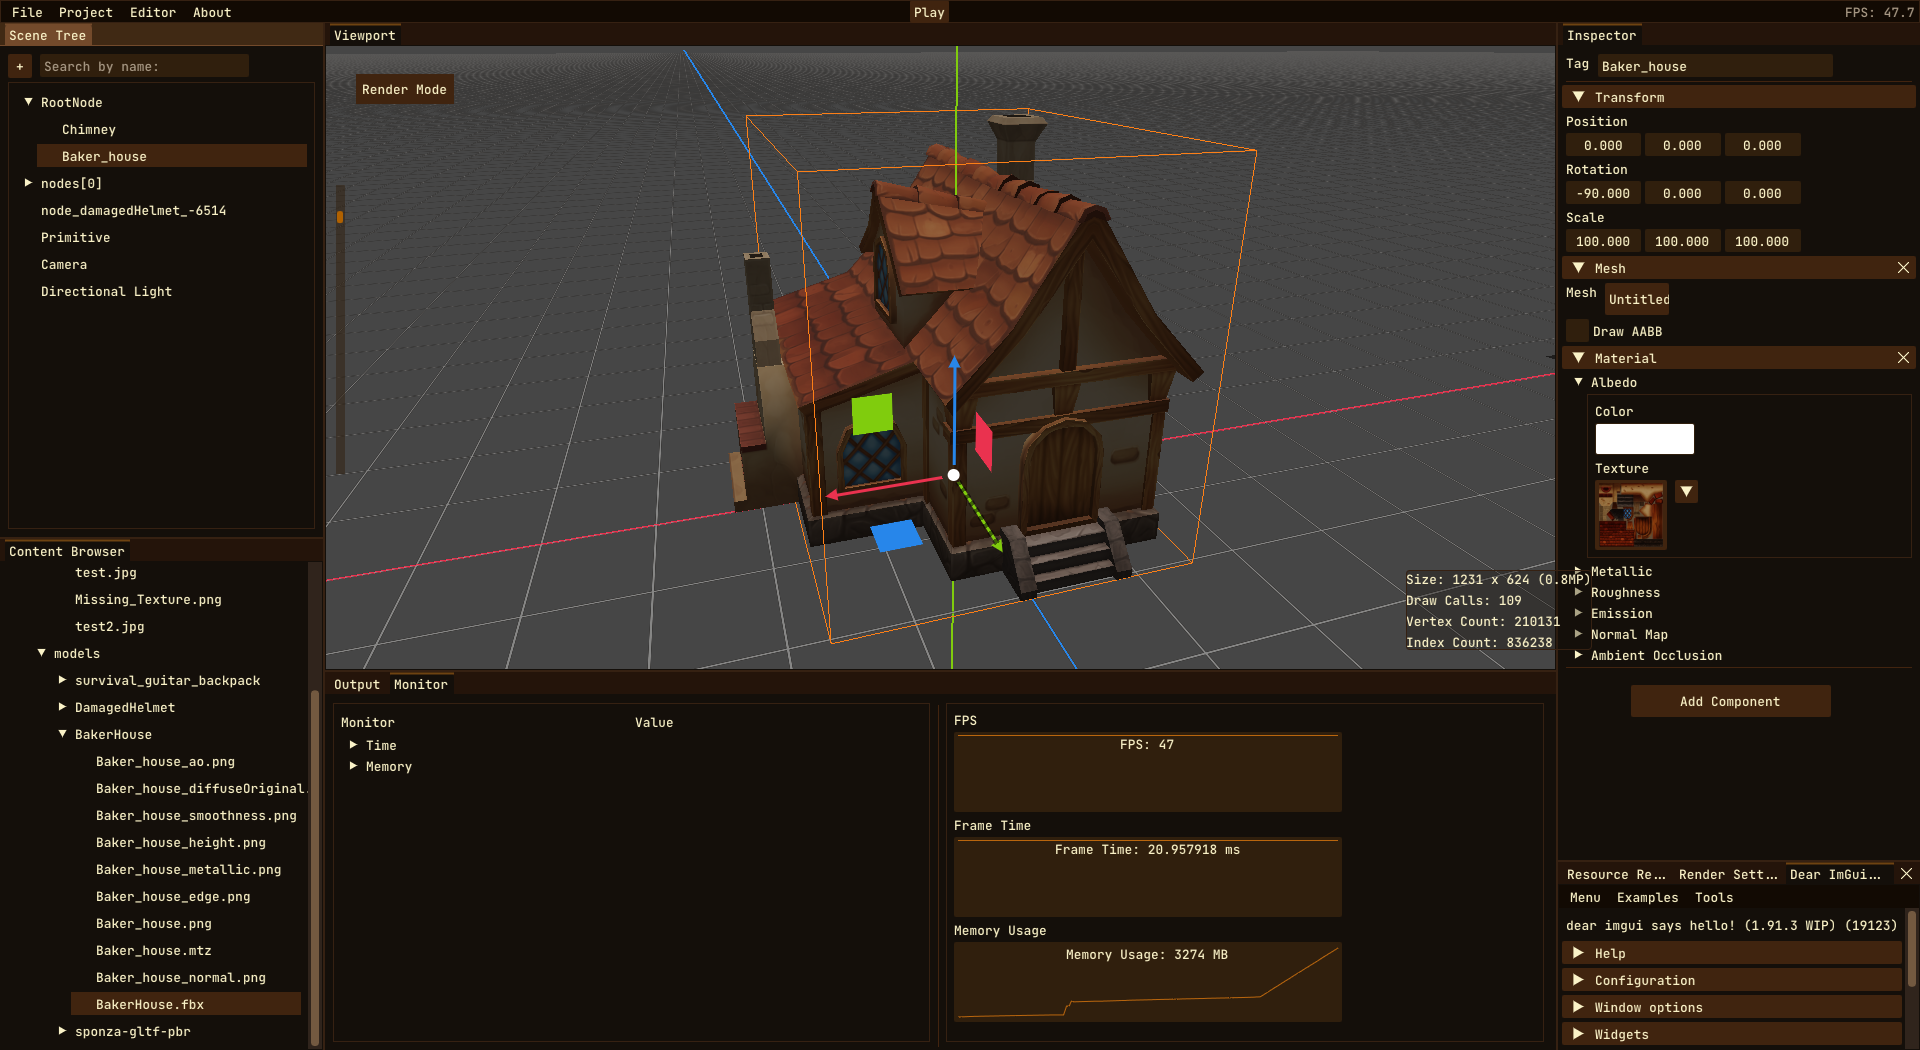 File Project Editor About
Play
FPS: 47.7
Scene Tree
+ Search by name:
RootNode
Chimney
Baker_house
nodes[0]
node_damagedHelmet_-6514
Primitive
Camera
Directional Light
Content Browser
test.jpg
Missing_Texture.png
test2.jpg
models
survival_guitar_backpack
DamagedHelmet
BakerHouse
Baker_house_ao.png
Baker_house_diffuseOriginal.
Baker_house_smoothness.png
Baker_house_height.png
Baker_house_metallic.png
Baker_house_edge.png
Baker_house.png
Baker_house.mtz
Baker_house_normal.png
BakerHouse.fbx
sponza-gltf-pbr
Viewport
Render Mode
Size: 1231 x 624 (0.8MP)
Draw Calls: 109
Vertex Count: 210131
Index Count: 836238
Output Monitor
Monitor Value
Time
Memory
FPS
FPS: 47
Frame Time
Frame Time: 20.957918 ms
Memory Usage
Memory Usage: 3274 MB
Inspector
Tag Baker_house
Transform
Position
0.000 0.000 0.000
Rotation
-90.000 0.000 0.000
Scale
100.000 100.000 100.000
Mesh
Mesh Untitled
Draw AABB
Material
Albedo
Color
Texture
Metallic
Roughness
Emission
Normal Map
Ambient Occlusion
Add Component
Resource Re... Render Sett... Dear ImGui...
Menu Examples Tools
dear imgui says hello! (1.91.3 WIP) (19123)
Help
Configuration
Window options
Widgets